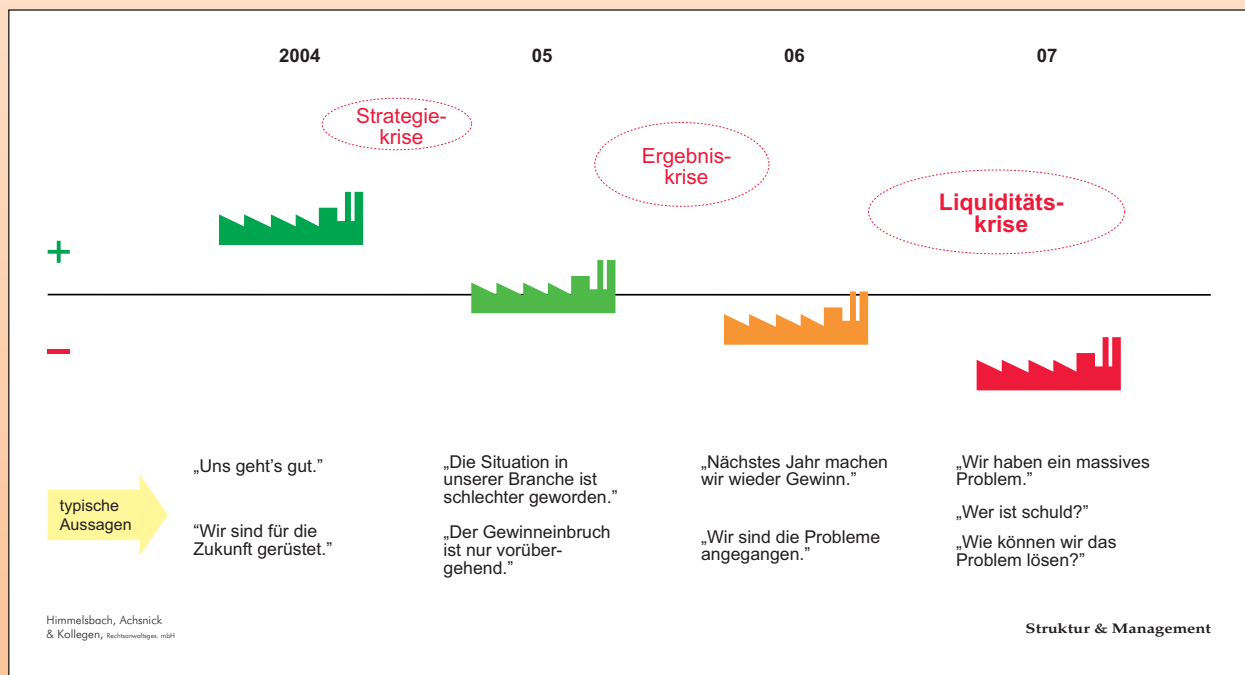 2004
05
06
07
Strategie-
krise
Ergebnis-
krise
Liquiditäts-
krise
+
–
typische
Aussagen
„Uns geht's gut.”
“Wir sind für die
Zukunft gerüstet.”
„Die Situation in
unserer Branche ist
schlechter geworden.”
„Der Gewinneinbruch
ist nur vorüber-
gehend.”
„Nächstes Jahr machen
wir wieder Gewinn.”
„Wir sind die Probleme
angegangen.”
„Wir haben ein massives
Problem.”
„Wer ist schuld?”
„Wie können wir das
Problem lösen?”
Himmelsbach, Achsnick
& Kollegen, Rechtsanwaltsges. mbH
Struktur & Management